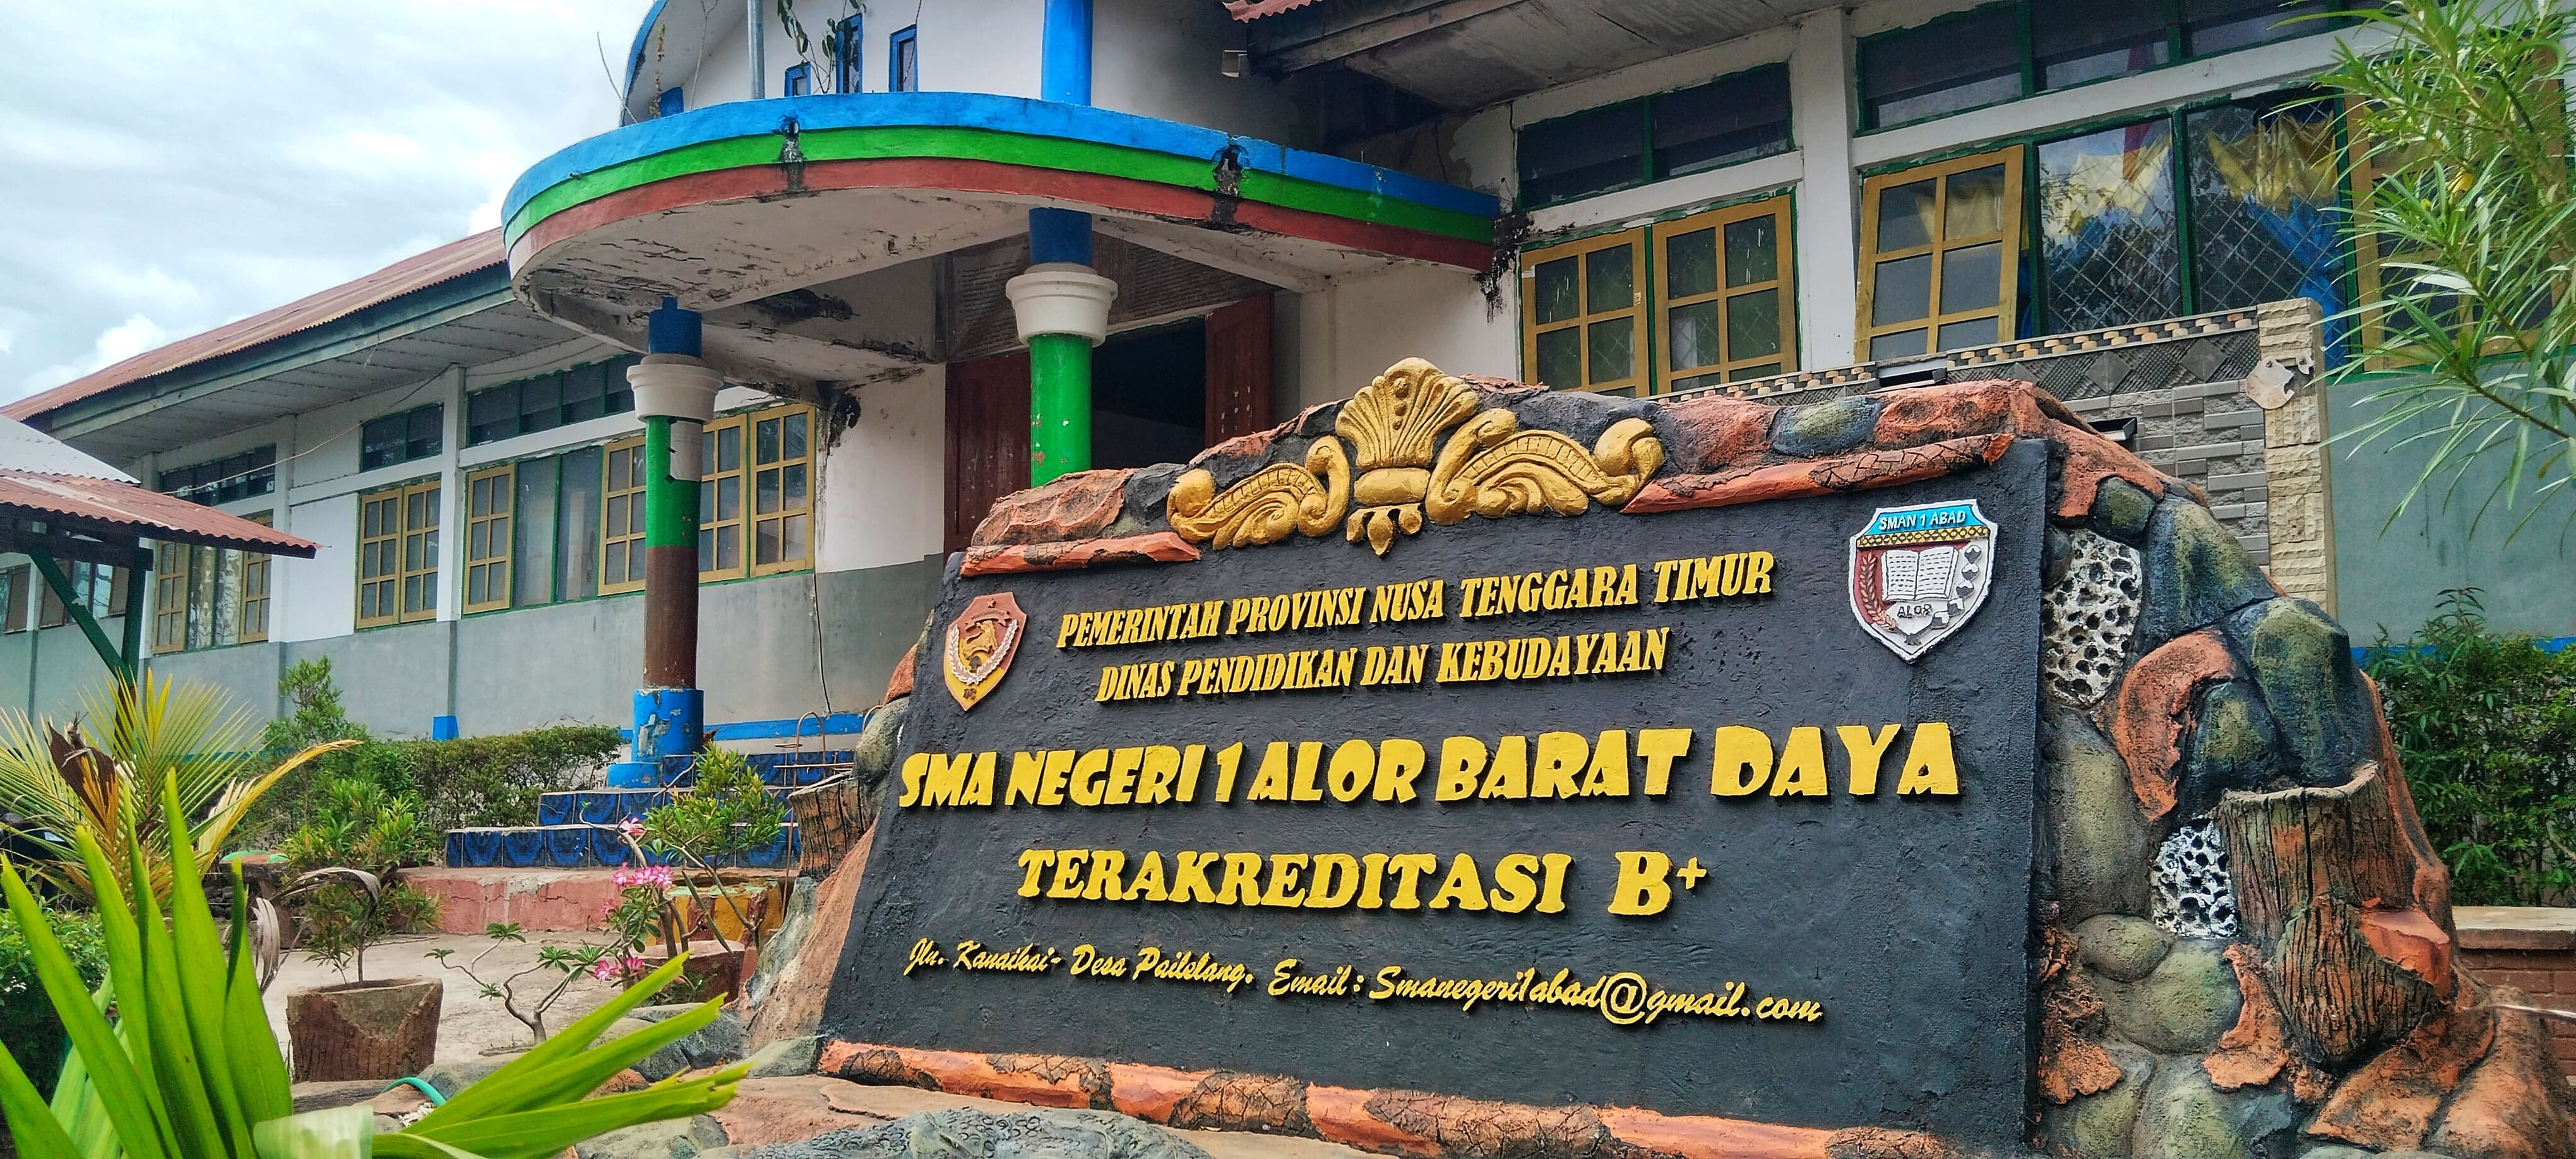 PEMERINTAH PROVINSI NUSA TENGGARA TIMUR
DINAS PENDIDIKAN DAN KEBUDAYAAN
SMAN 1 ABAD
ALOR
SMA NEGERI 1 ALOR BARAT DAYA
TERAKREDITASI B+
Jln. Kanaikai- Desa Pailelang. Email : Smanegeri1abad@gmail.com